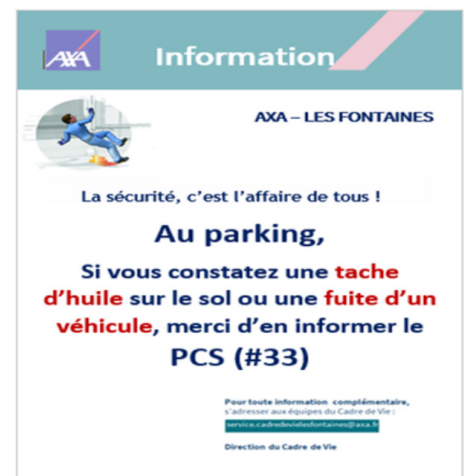 AXA
Information
AXA – LES FONTAINES
La sécurité, c’est l’affaire de tous !
Au parking,
Si vous constatez une tache
d’huile sur le sol ou une fuite d’un
véhicule, merci d’en informer le
PCS (#33)
Pour toute information complémentaire,
s’adresser aux équipes du Cadre de Vie :
service.cadredevielesfontaines@axa.fr
Direction du Cadre de Vie